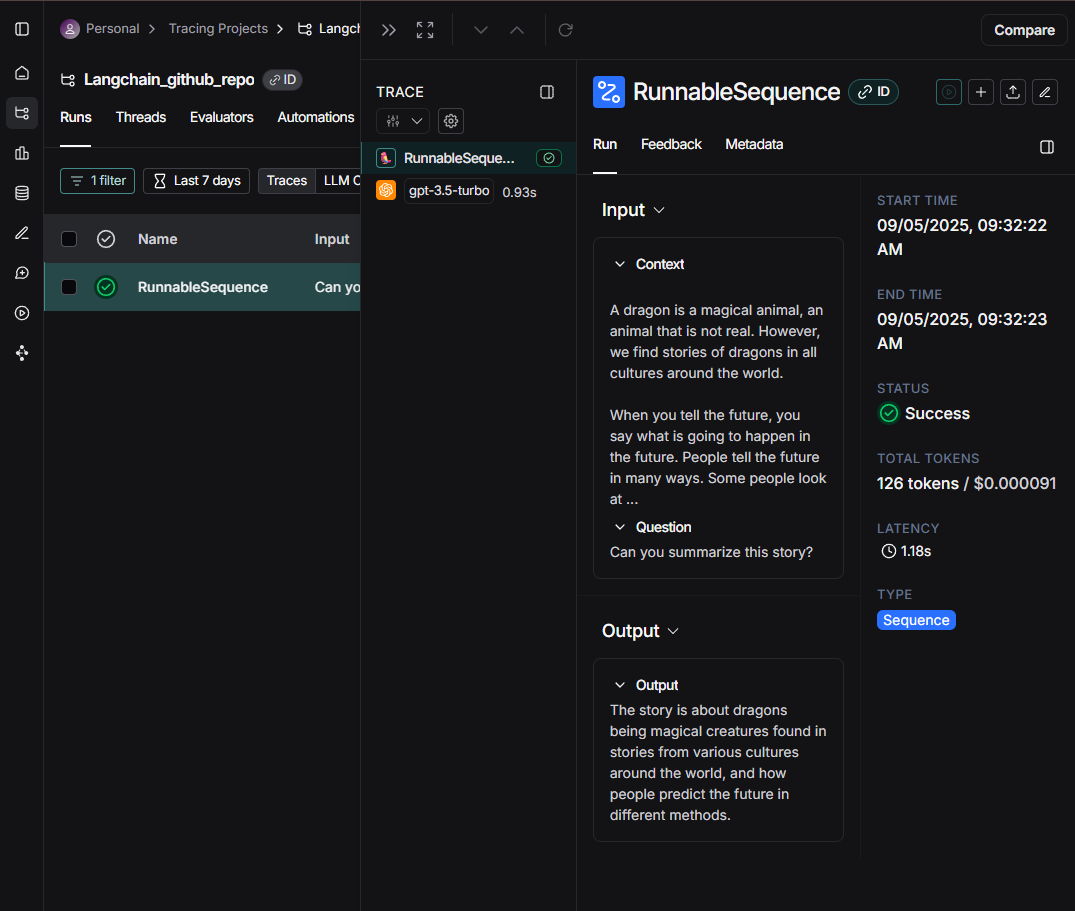 Personal > Tracing Projects > Langch
Langchain_github_repo ID
Runs Threads Evaluators Automations
1 filter Last 7 days Traces LLM C
Name Input
RunnableSequence Can yo
TRACE
RunnableSeque...
gpt-3.5-turbo 0.93s
Compare
RunnableSequence ID
Run Feedback Metadata
Input
Context
A dragon is a magical animal, an
animal that is not real. However,
we find stories of dragons in all
cultures around the world.
When you tell the future, you
say what is going to happen in
the future. People tell the future
in many ways. Some people look
at ...
Question
Can you summarize this story?
Output
Output
The story is about dragons
being magical creatures found in
stories from various cultures
around the world, and how
people predict the future in
different methods.
START TIME
09/05/2025, 09:32:22
AM
END TIME
09/05/2025, 09:32:23
AM
STATUS
Success
TOTAL TOKENS
126 tokens / $0.000091
LATENCY
1.18s
TYPE
Sequence